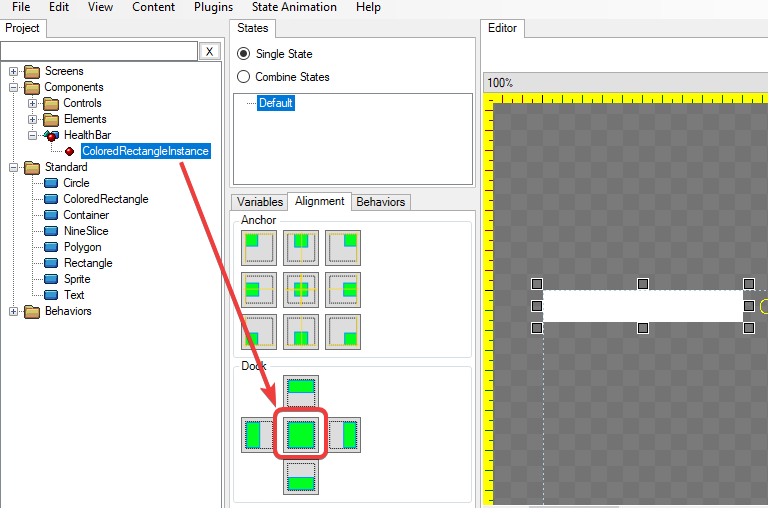 File Edit View Content Plugins State Animation Help
Project
X
Screens
Components
Controls
Elements
HealthBar
ColoredRectangleInstance
Standard
Circle
ColoredRectangle
Container
NineSlice
Polygon
Rectangle
Sprite
Text
Behaviors
States
Single State
Combine States
Default
Variables Alignment Behaviors
Anchor
Dock
Editor
100%